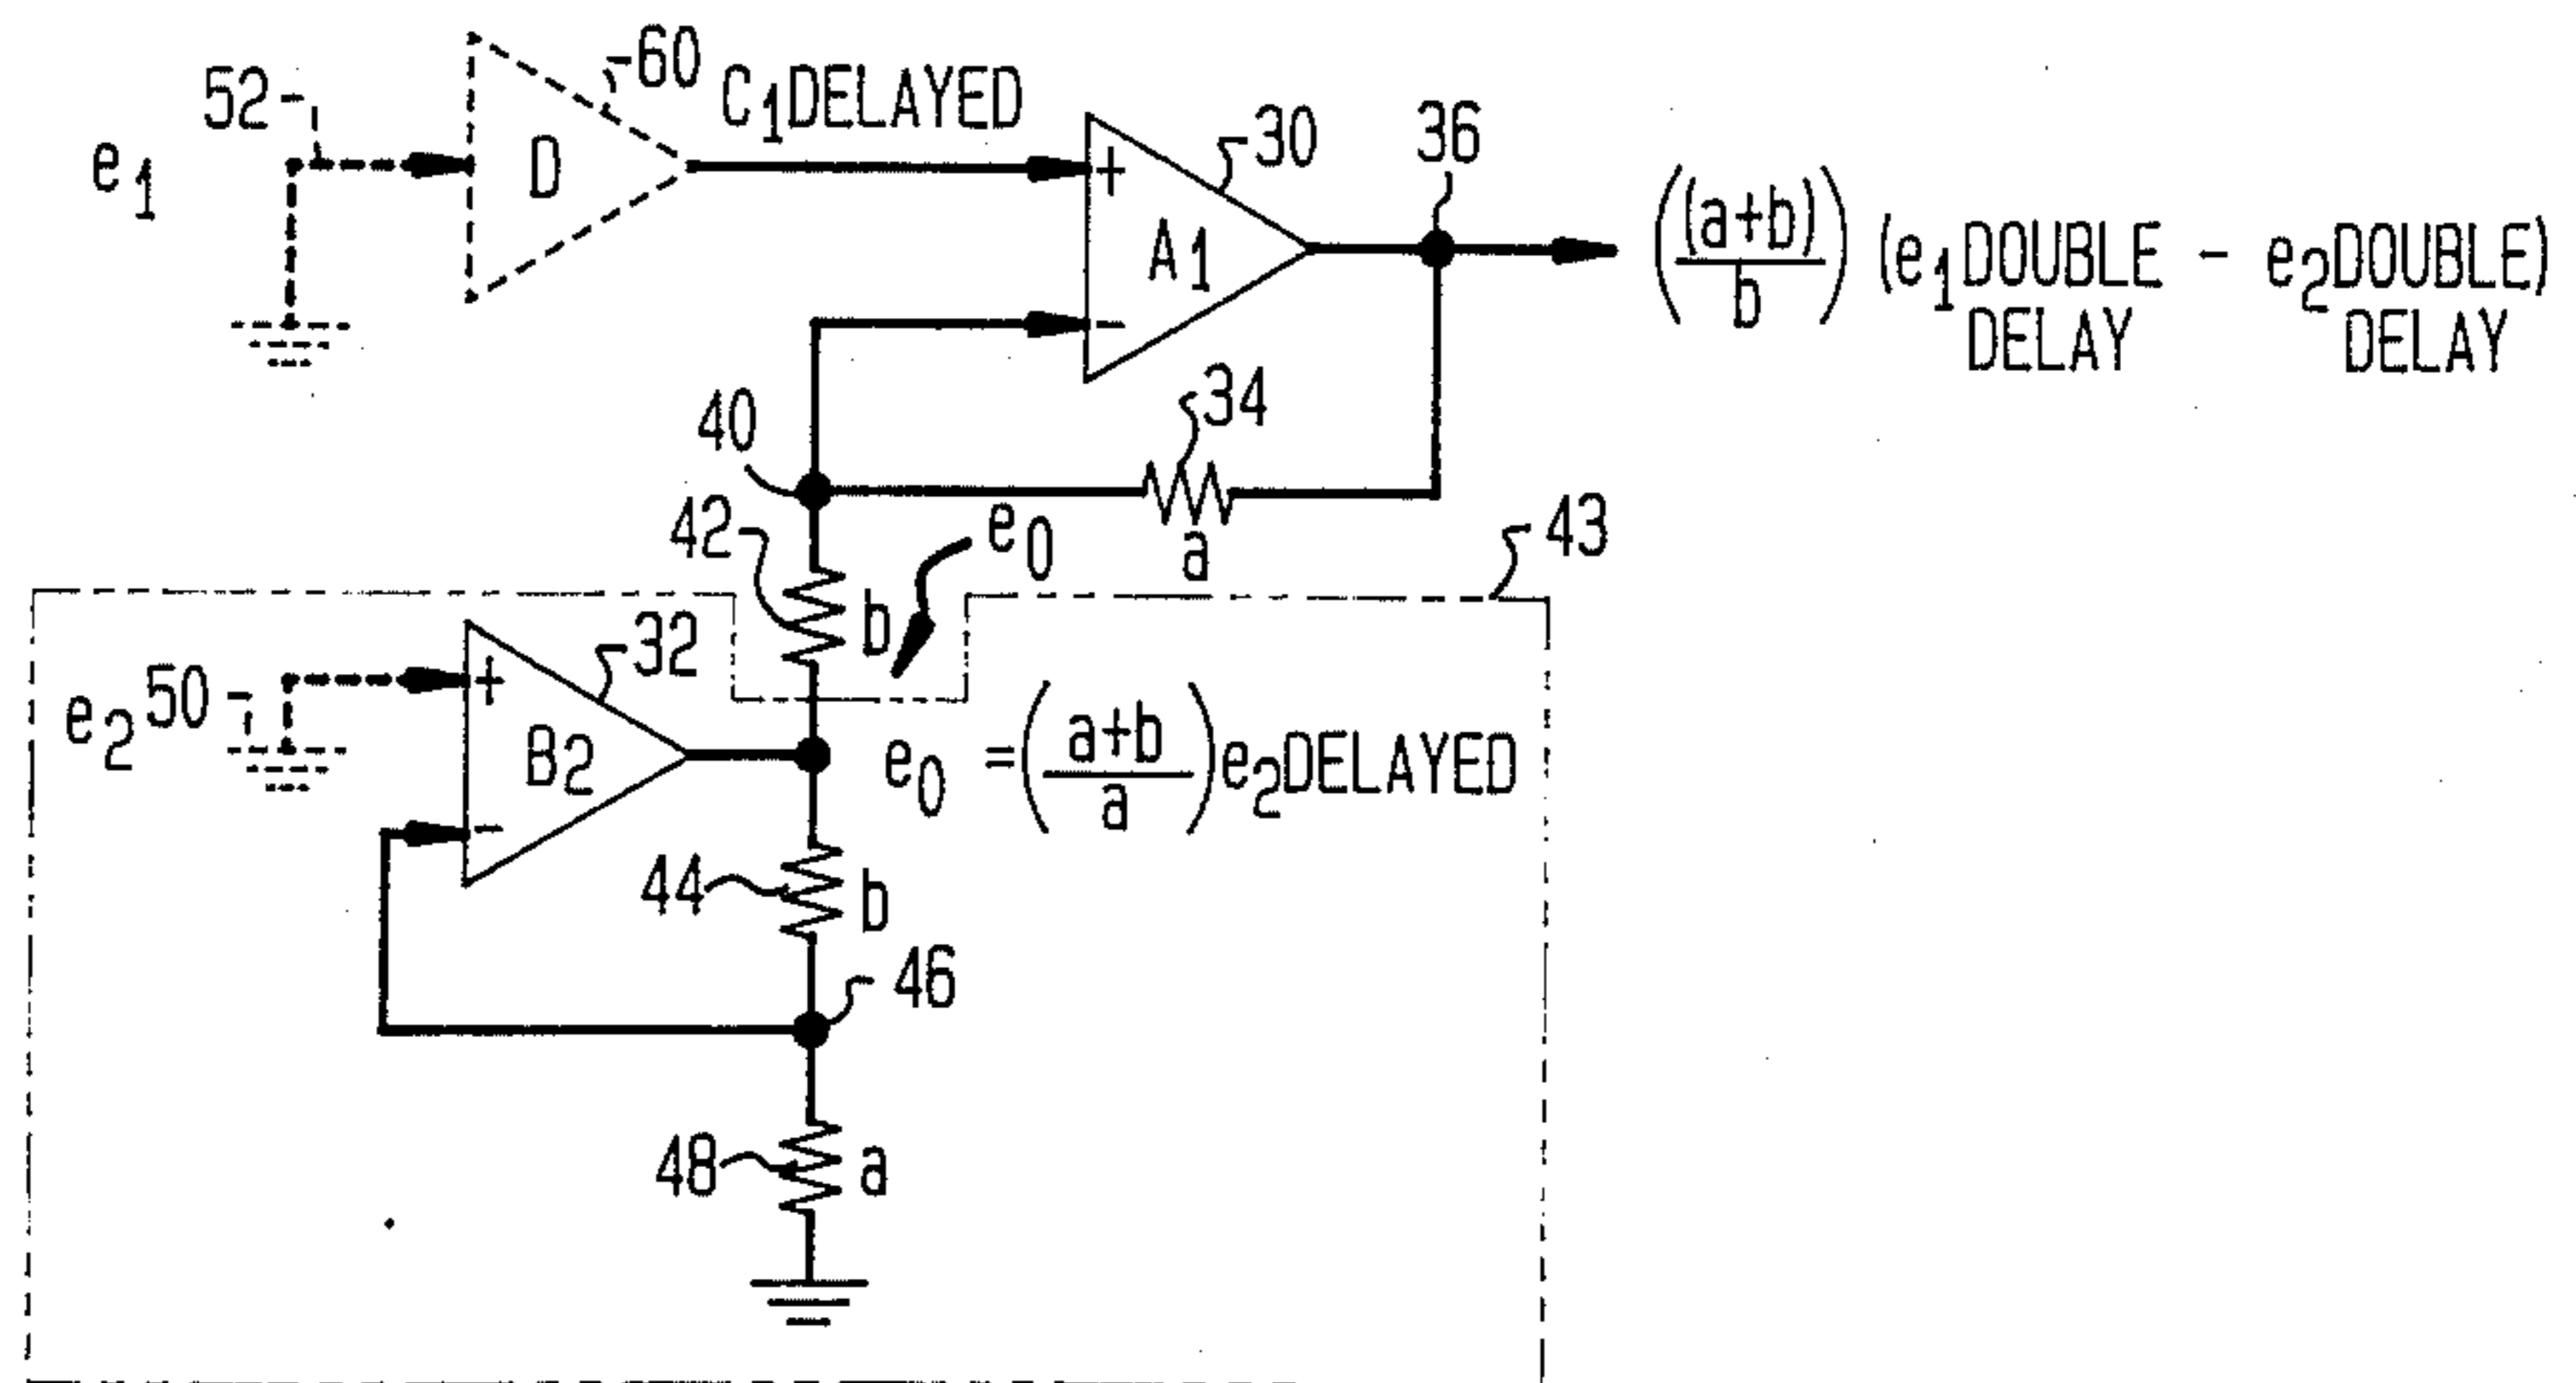 e1
52
60
D
C1DELAYED
+
30
A1
-
36
((a+b)/b) (e1DOUBLE DELAY - e2DOUBLE) DELAY
40
34
a
42
e0
43
b
32
e2
50
+
B2
-
e0 =(a+b/a)e2DELAYED
44
b
46
48
a